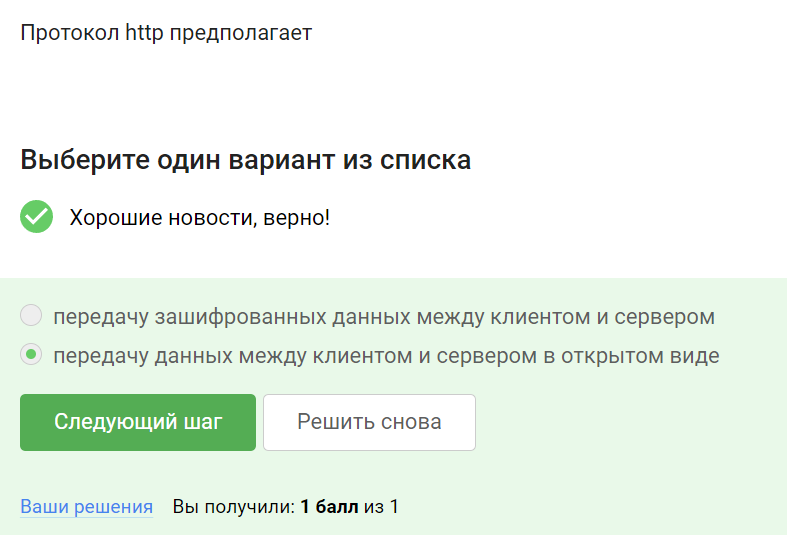 Протокол http предполагает
Выберите один вариант из списка
Хорошие новости, верно!
передачу зашифрованных данных между клиентом и сервером
передачу данных между клиентом и сервером в открытом виде
Следующий шаг Решить снова
Ваши решения Вы получили: 1 балл из 1